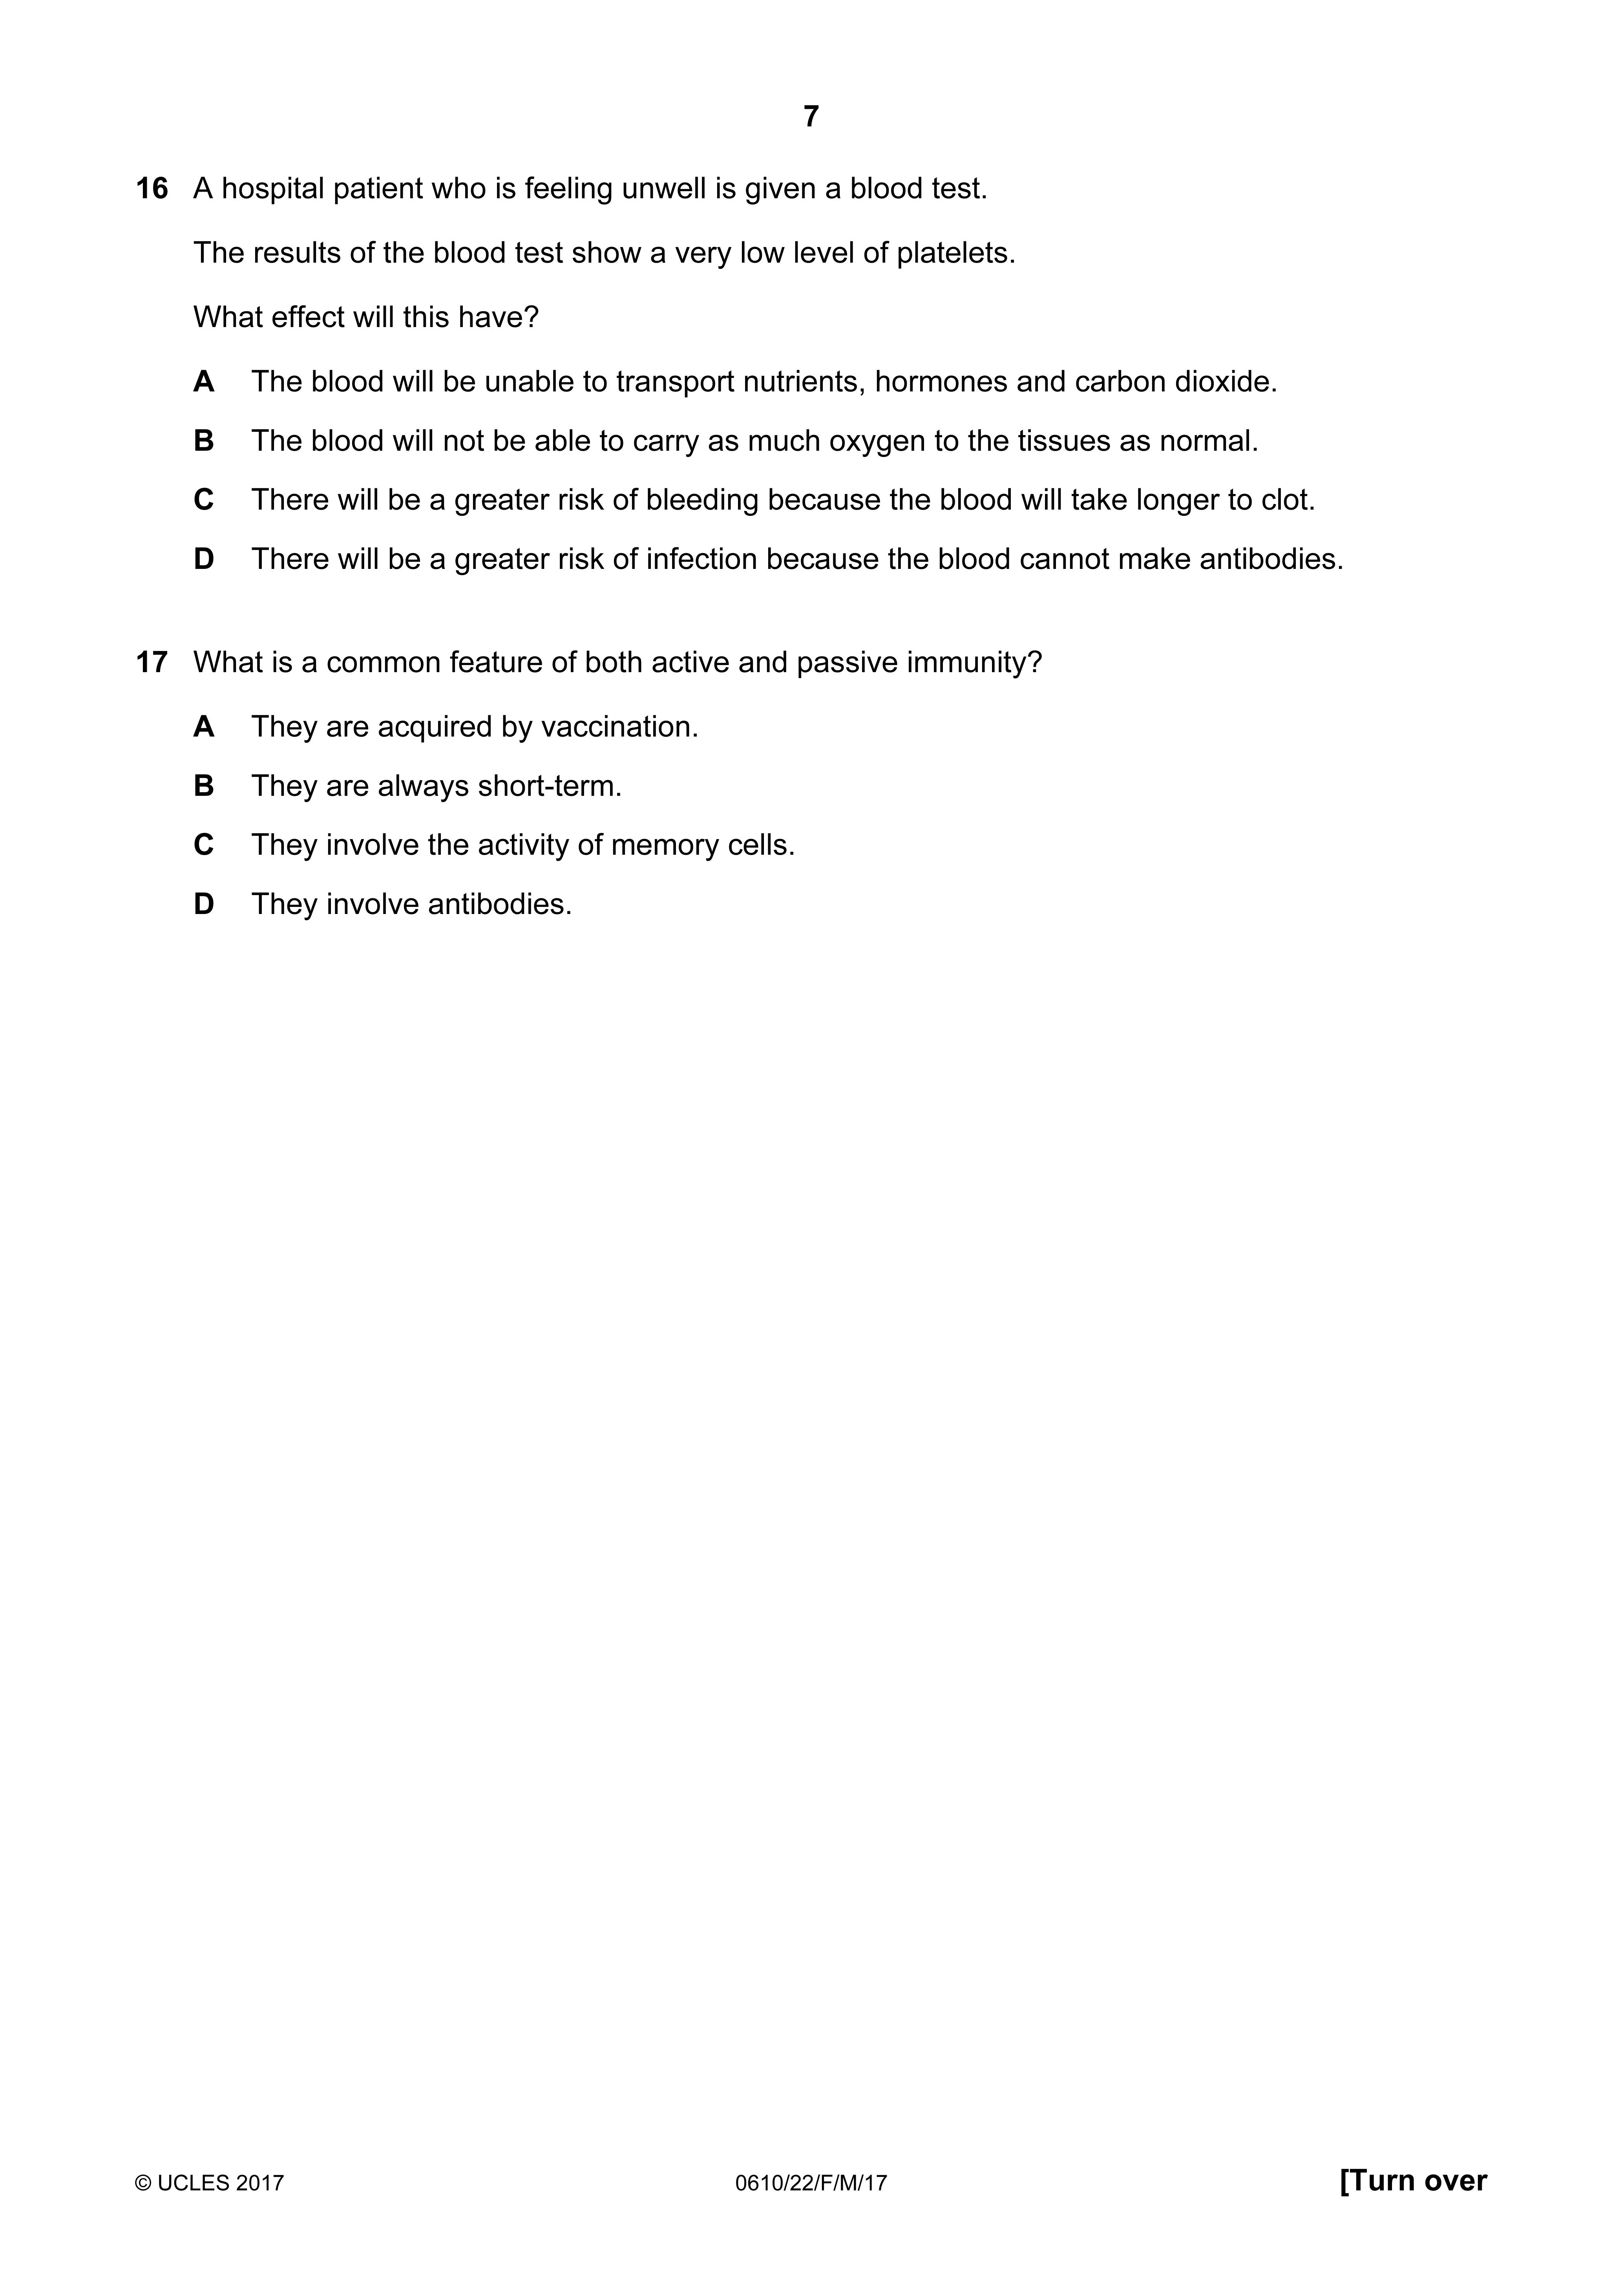 7
16 A hospital patient who is feeling unwell is given a blood test.
The results of the blood test show a very low level of platelets.
What effect will this have?
A The blood will be unable to transport nutrients, hormones and carbon dioxide.
B The blood will not be able to carry as much oxygen to the tissues as normal.
C There will be a greater risk of bleeding because the blood will take longer to clot.
D There will be a greater risk of infection because the blood cannot make antibodies.
17 What is a common feature of both active and passive immunity?
A They are acquired by vaccination.
B They are always short-term.
C They involve the activity of memory cells.
D They involve antibodies.
© UCLES 2017 0610/22/F/M/17 [Turn over